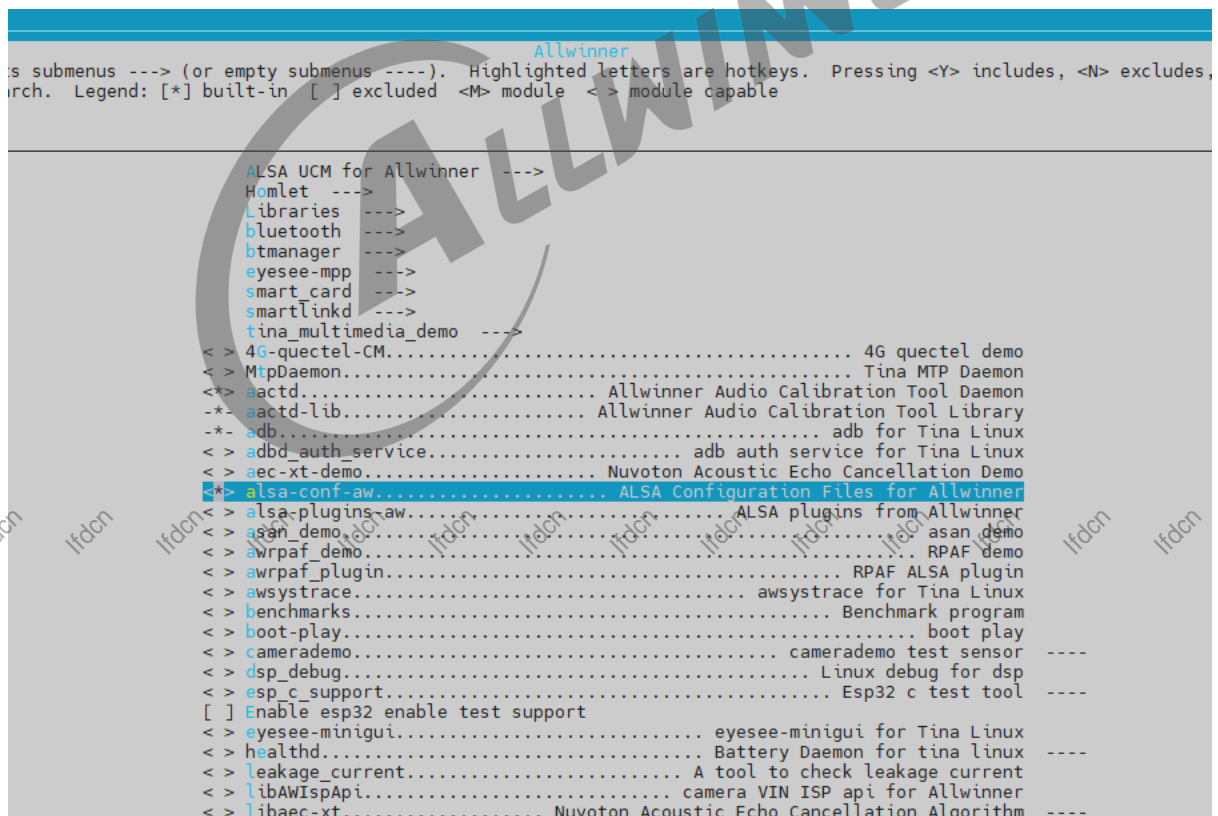 Allwinner
ts submenus ---> (or empty submenus ----). Highlighted letters are hotkeys. Pressing <Y> includes, <N> excludes,
arch. Legend: [*] built-in [ ] excluded <M> module < > module capable
ALSA UCM for Allwinner --->
Homlet --->
Libraries --->
bluetooth --->
btmanager --->
eyesee-mpp --->
smart_card --->
smartlinkd --->
tina_multimedia_demo --->
< > 4G-quectel-CM............................................ 4G quectel demo
< > MtpDaemon................................................ Tina MTP Daemon
<*> aactd............................ Allwinner Audio Calibration Tool Daemon
-*- aactd-lib....................... Allwinner Audio Calibration Tool Library
-*- adb................................................... adb for Tina Linux
< > adbd_auth_service......................... adb auth service for Tina Linux
< > aec-xt-demo...................... Nuvoton Acoustic Echo Cancellation Demo
<*> alsa-conf-aw...................... ALSA Configuration Files for Allwinner
< > alsa-plugins-aw.............................. ALSA plugins from Allwinner
< > asan_demo...................................................... asan demo
< > awrpaf_demo.................................................... RPAF demo
< > awrpaf_plugin........................................... RPAF ALSA plugin
< > awsystrace..................................... awsystrace for Tina Linux
< > benchmarks.............................................. Benchmark program
< > boot-play...................................................... boot play
< > camerademo........................................ camerademo test sensor ----
< > dsp_debug............................................ Linux debug for dsp
< > esp_c_support.......................................... Esp32 c test tool ----
[ ] Enable esp32 enable test support
< > eyesee-minigui............................. eyesee-minigui for Tina Linux
< > healthd................................... Battery Daemon for tina linux ----
< > leakage_current.......................... A tool to check leakage current
< > libAWIspApi............................. camera VIN ISP api for Allwinner
< > libaec-xt................... Nuvoton Acoustic Echo Cancellation Algorithm ----